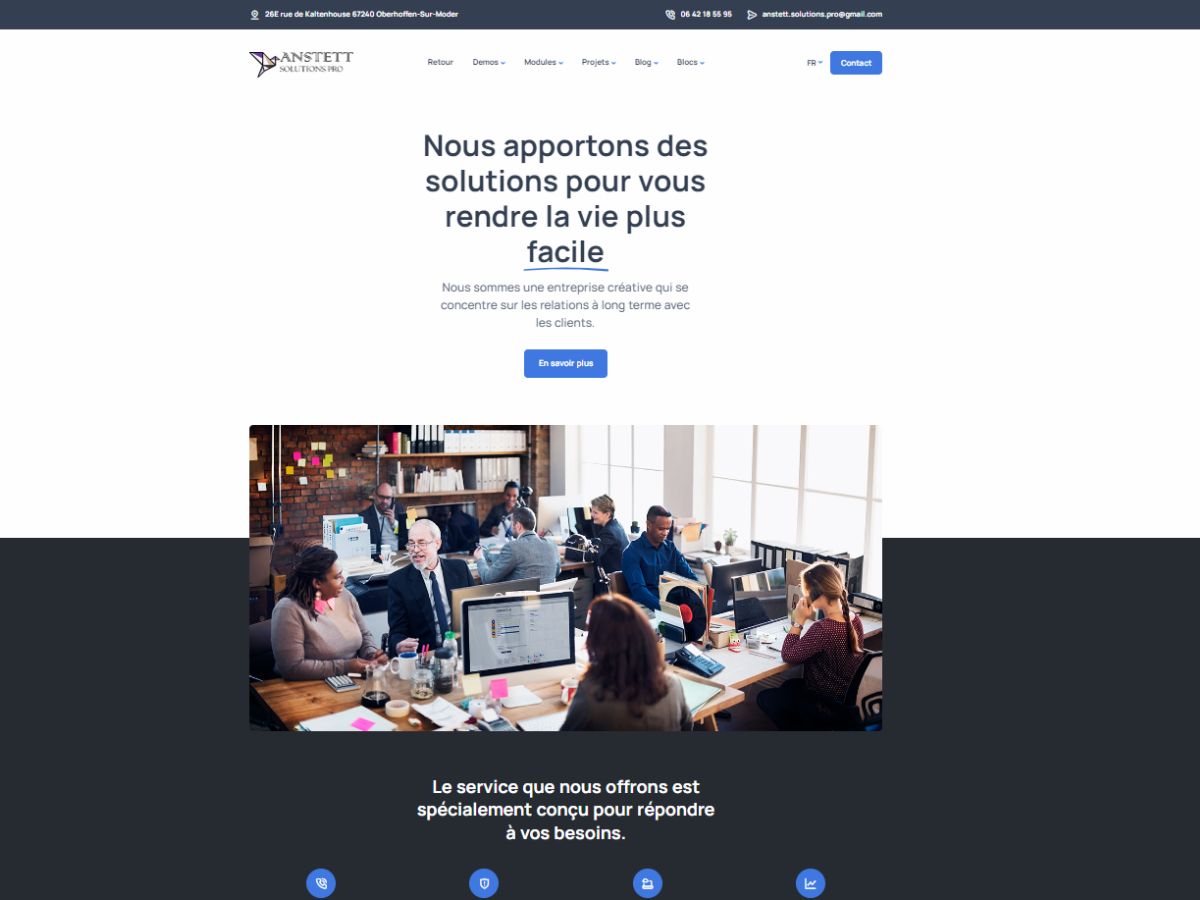 26E rue de Kaltenhouse 67240 Oberhoffen-Sur-Moder
06 42 18 55 95
anstett.solutions.pro@gmail.com
ANSTETT
SOLUTIONS PRO
Retour
Demos
Modules
Projets
Blog
Blocs
FR
Contact
Nous apportons des
solutions pour vous
rendre la vie plus
facile
Nous sommes une entreprise créative qui se
concentre sur les relations à long terme avec
les clients.
En savoir plus
Le service que nous offrons est
spécialement conçu pour répondre
à vos besoins.